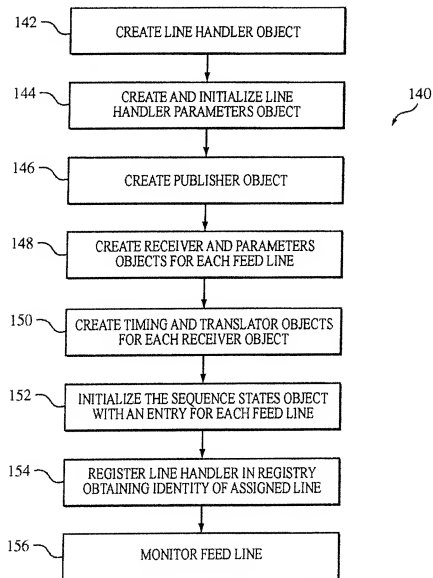 142
CREATE LINE HANDLER OBJECT
144
CREATE AND INITIALIZE LINE
HANDLER PARAMETERS OBJECT
140
146
CREATE PUBLISHER OBJECT
148
CREATE RECEIVER AND PARAMETERS
OBJECTS FOR EACH FEED LINE
150
CREATE TIMING AND TRANSLATOR OBJECTS
FOR EACH RECEIVER OBJECT
152
INITIALIZE THE SEQUENCE STATES OBJECT
WITH AN ENTRY FOR EACH FEED LINE
154
REGISTER LINE HANDLER IN REGISTRY
OBTAINING IDENTITY OF ASSIGNED LINE
156
MONITOR FEED LINE